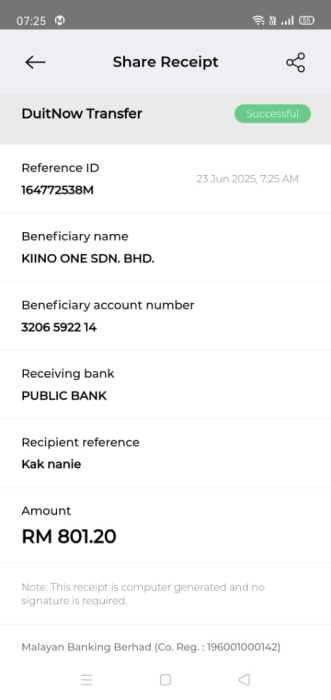 07:25
Share Receipt
DuitNow Transfer
Successful
Reference ID
164772538M
23 Jun 2025, 7:25 AM
Beneficiary name
KIINO ONE SDN. BHD.
Beneficiary account number
3206 5922 14
Receiving bank
PUBLIC BANK
Recipient reference
Kak nanie
Amount
RM 801.20
Note: This receipt is computer generated and no
signature is required.
Malayan Banking Berhad (Co. Reg. : 196001000142)